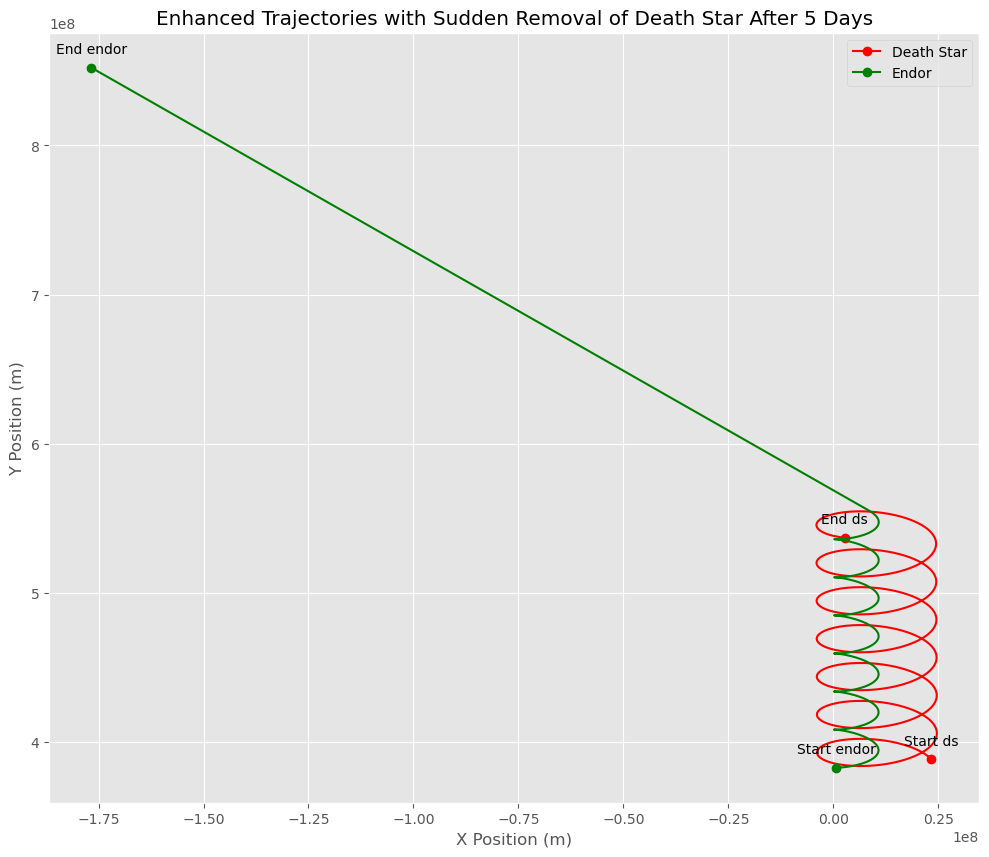 Enhanced Trajectories with Sudden Removal of Death Star After 5 Days
1e8
End endor
Death Star
Endor
8
7
6
5
4
Y Position (m)
End ds
Start endor
Start ds
−1.75
−1.50
−1.25
−1.00
−0.75
−0.50
−0.25
0.00
0.25
1e8
X Position (m)